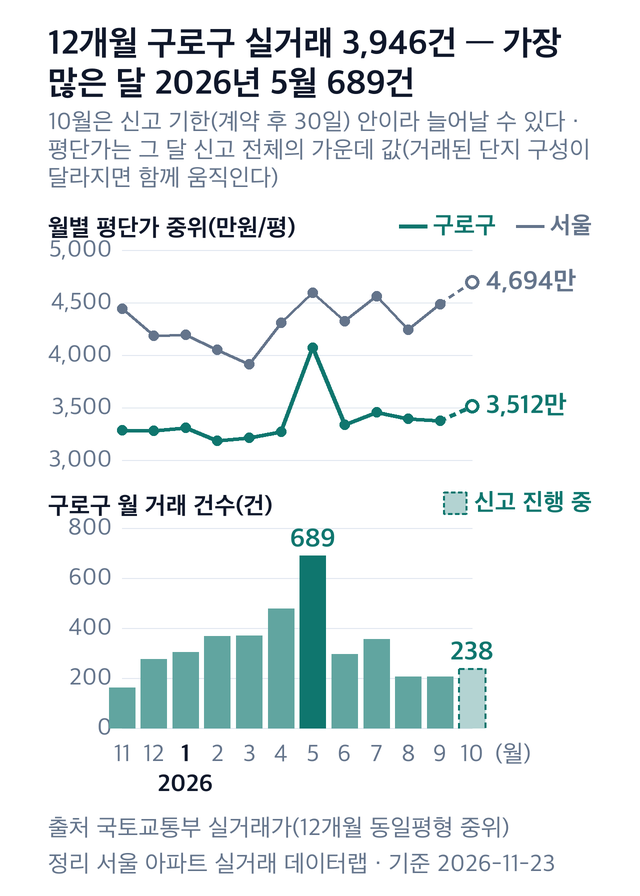 12개월 구로구 실거래 3,946건 — 가장
많은 달 2026년 5월 689건
10월은 신고 기한(계약 후 30일) 안이라 늘어날 수 있다 ·
평단가는 그 달 신고 전체의 가운데 값(거래된 단지 구성이
달라지면 함께 움직인다)
월별 평단가 중위(만원/평)
구로구 서울
5,000
4,500
4,000
3,500
3,000
4,694만
3,512만
구로구 월 거래 건수(건)
신고 진행 중
800
600
400
200
0
689
238
11 12 1 2 3 4 5 6 7 8 9 10 (월)
2026
출처 국토교통부 실거래가(12개월 동일평형 중위)
정리 서울 아파트 실거래 데이터랩 · 기준 2026-11-23